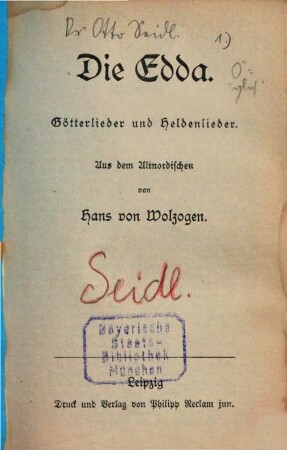 Dr Otto Seidl.
1)
Die Edda.
Götterlieder und Heldenlieder.
Aus dem Altnordischen
von
Hans von Wolzogen.
Seidl.
Bayerische
Staats-
Bibliothek
München
Leipzig
Druck und Verlag von Philipp Reclam jun.